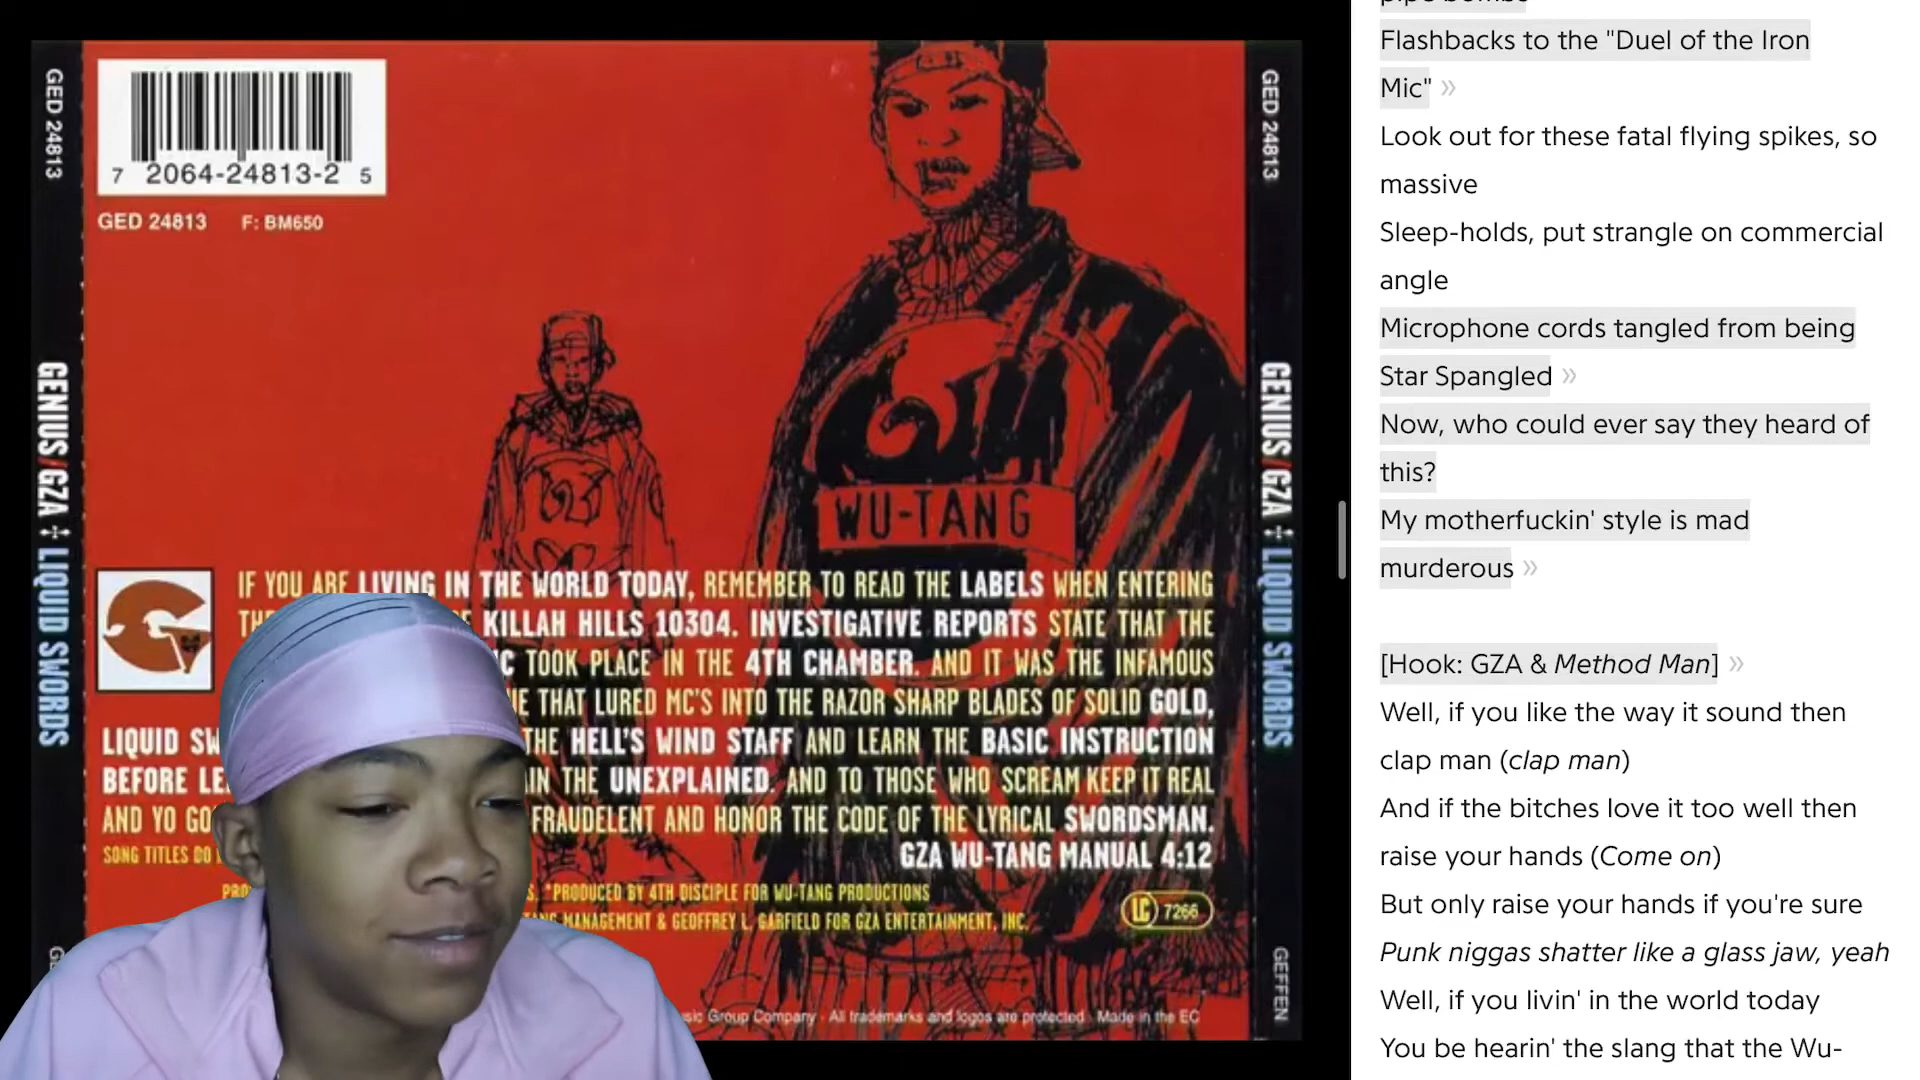 GED 24813
GENIUS/GZA LIQUID SWORDS
7 2064-24813-2 5
GED 24813 F: BM650
WU-TANG
IF YOU ARE LIVING IN THE WORLD TODAY, REMEMBER TO READ THE LABELS WHEN ENTERING
KILLAH HILLS 10304. INVESTIGATIVE REPORTS STATE THAT THE
TOOK PLACE IN THE 4TH CHAMBER. AND IT WAS THE INFAMOUS
THAT LURED MC'S INTO THE RAZOR SHARP BLADES OF SOLID GOLD,
LIQUID THE HELL'S WIND STAFF AND LEARN THE BASIC INSTRUCTION
BEFORE THE UNEXPLAINED. AND TO THOSE WHO SCREAM KEEP IT REAL
AND YO FRAUDELENT AND HONOR THE CODE OF THE LYRICAL SWORDSMAN.
SONG TITLES DO
GZA WU-TANG MANUAL 4:12
*PRODUCED BY 4TH DISCIPLE FOR WU-TANG PRODUCTIONS
MANAGEMENT & GEOFFREY L. GARFIELD FOR GZA ENTERTAINMENT, INC.
LC 7266
Group Company · All trademarks and logos are protected · Made in the EC
GED 24813
GENIUS/GZA LIQUID SWORDS
GEFFEN
Flashbacks to the "Duel of the Iron
Mic" »
Look out for these fatal flying spikes, so
massive
Sleep-holds, put strangle on commercial
angle
Microphone cords tangled from being
Star Spangled »
Now, who could ever say they heard of
this?
My motherfuckin' style is mad
murderous »
[Hook: GZA & Method Man] »
Well, if you like the way it sound then
clap man (clap man)
And if the bitches love it too well then
raise your hands (Come on)
But only raise your hands if you're sure
Punk niggas shatter like a glass jaw, yeah
Well, if you livin' in the world today
You be hearin' the slang that the Wu-